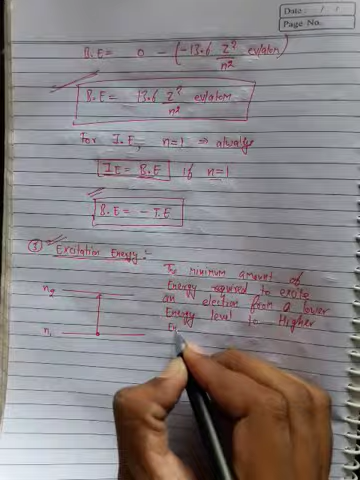 Date : / /
Page No.
B.E = 0 - (-13.6 Z²/n² ev/atom)
B.E = 13.6 Z²/n² ev/atom
For I.E, n=1 ⇒ always
I.E = B.E if n=1
B.E = - T.E
③ Excitation Energy :-
The minimum amount of
Energy required to excite
an electron from a lower
Energy level to Higher
En
n₂
n₁